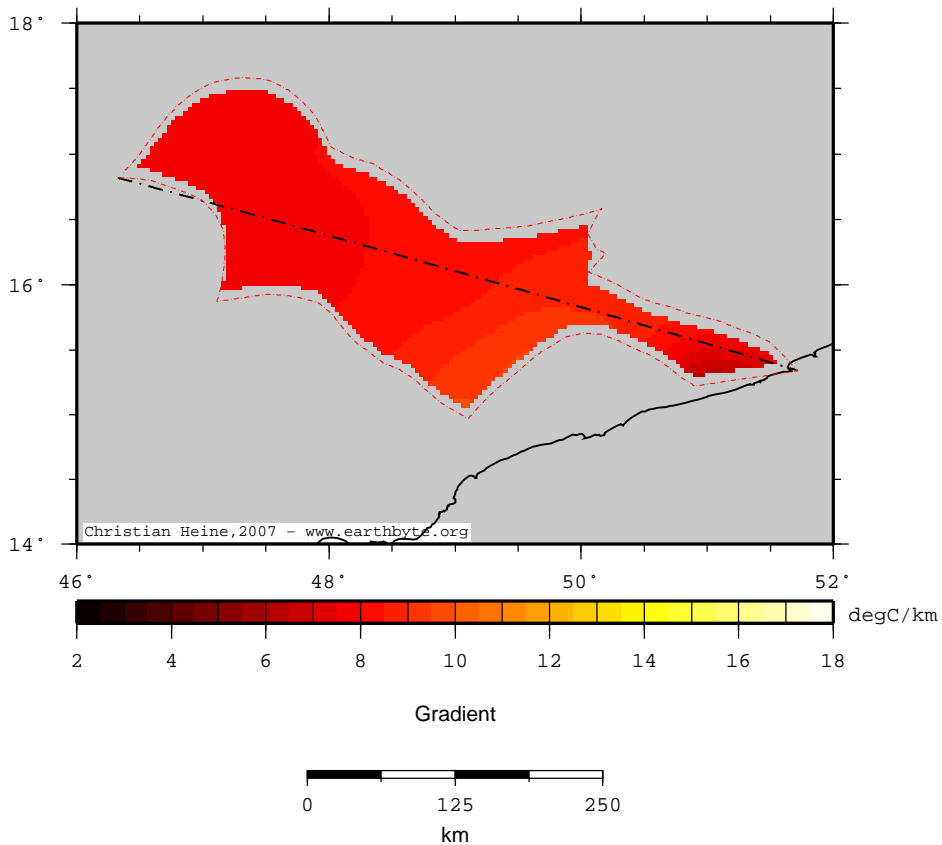 18°
16°
14°
Christian Heine,2007 - www.earthbyte.org
46° 48° 50° 52°
degC/km
2 4 6 8 10 12 14 16 18
Gradient
0 125 250
km